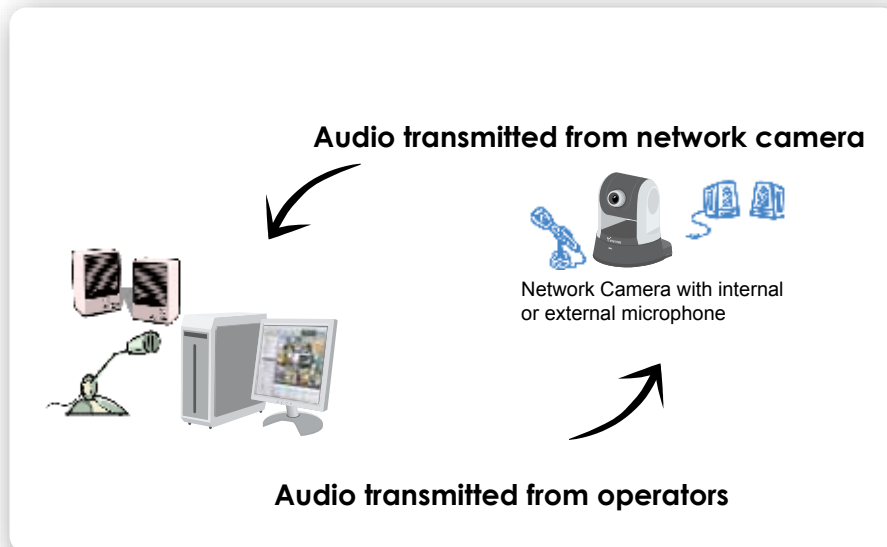 Audio transmitted from network camera
Network Camera with internal
or external microphone
Audio transmitted from operators